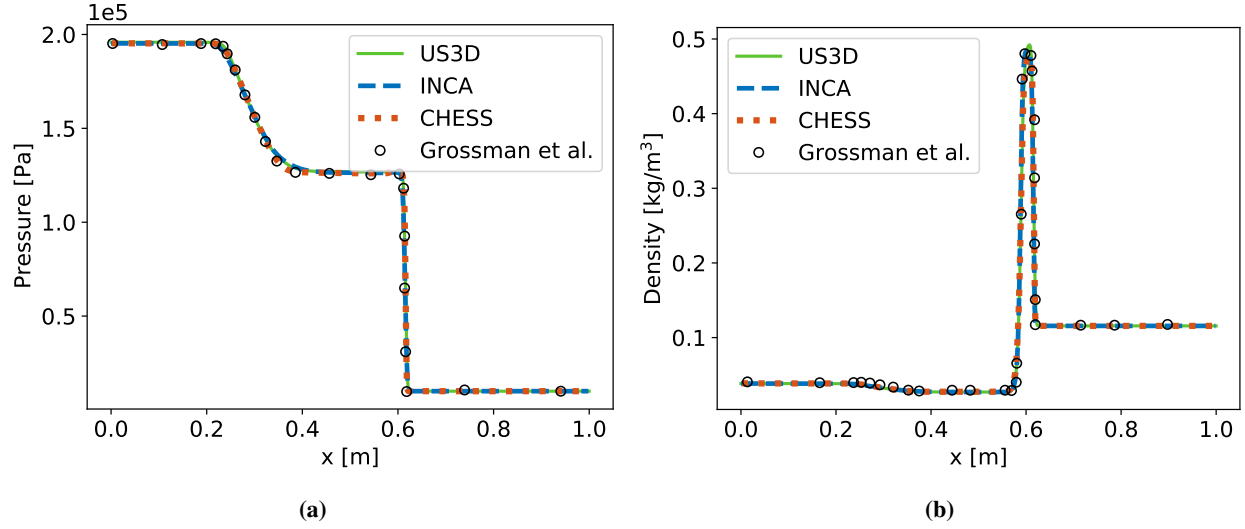 1e5
2.0
1.5
1.0
0.5
Pressure [Pa]
US3D
INCA
CHESS
Grossman et al.
0.0 0.2 0.4 0.6 0.8 1.0
x [m]
(a)
0.5
0.4
0.3
0.2
0.1
Density [kg/m³]
US3D
INCA
CHESS
Grossman et al.
0.0 0.2 0.4 0.6 0.8 1.0
x [m]
(b)